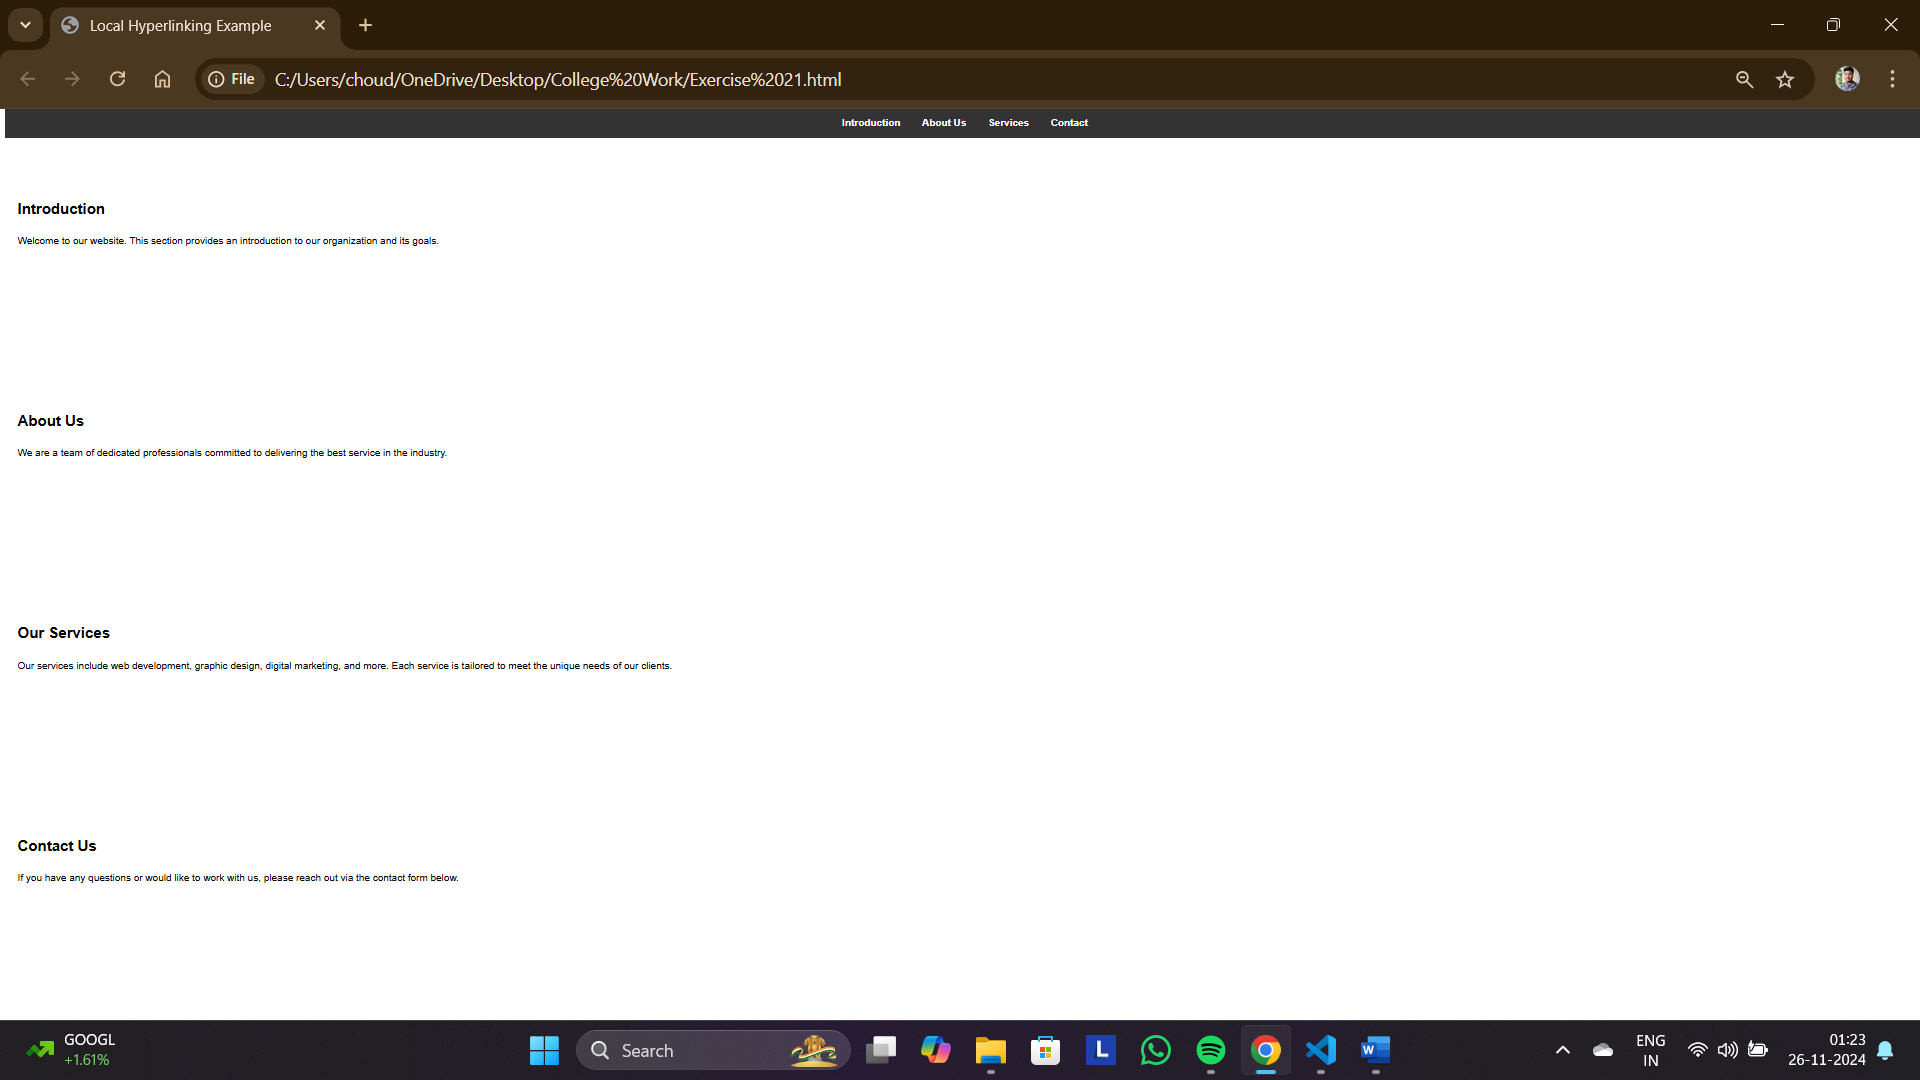 Local Hyperlinking Example
File C:/Users/choud/OneDrive/Desktop/College%20Work/Exercise%2021.html
Introduction About Us Services Contact
Introduction
Welcome to our website. This section provides an introduction to our organization and its goals.
About Us
We are a team of dedicated professionals committed to delivering the best service in the industry.
Our Services
Our services include web development, graphic design, digital marketing, and more. Each service is tailored to meet the unique needs of our clients.
Contact Us
If you have any questions or would like to work with us, please reach out via the contact form below.
GOOGL
+1.61%
Search
L
W
ENG
IN
01:23
26-11-2024